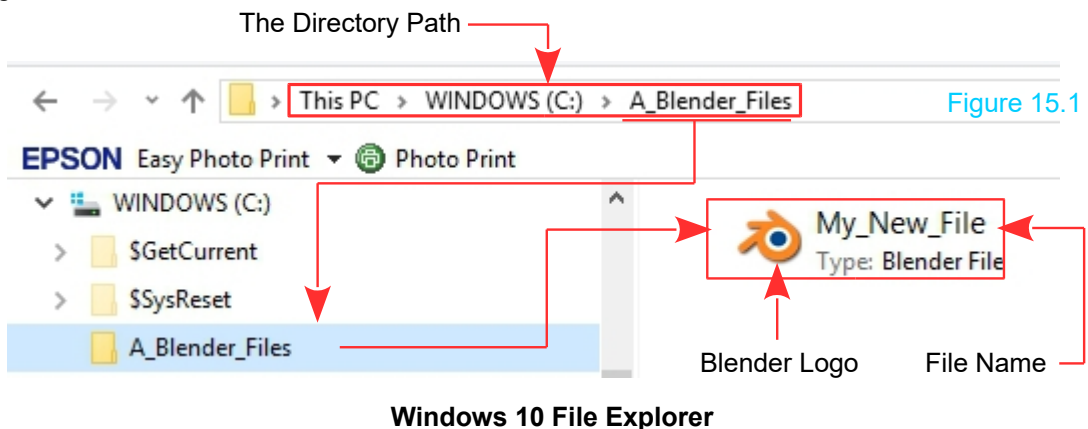 The Directory Path
This PC > WINDOWS (C:) > A_Blender_Files
Figure 15.1
EPSON Easy Photo Print Photo Print
WINDOWS (C:)
$GetCurrent
$SysReset
A_Blender_Files
My_New_File
Type: Blender File
Blender Logo
File Name
Windows 10 File Explorer